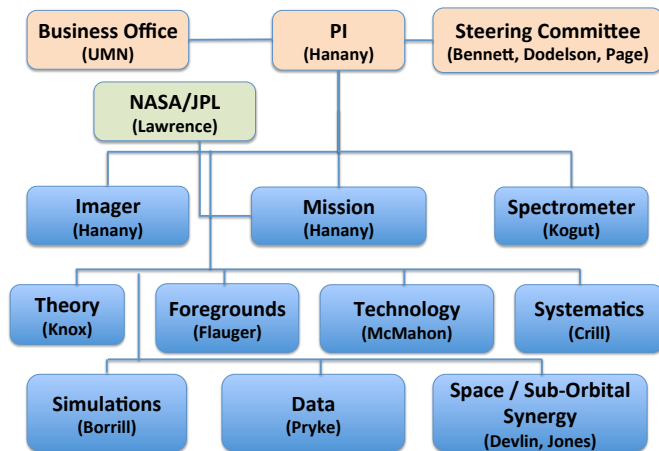 Business Office
(UMN)
PI
(Hanany)
Steering Committee
(Bennett, Dodelson, Page)
NASA/JPL
(Lawrence)
Imager
(Hanany)
Mission
(Hanany)
Spectrometer
(Kogut)
Theory
(Knox)
Foregrounds
(Flauger)
Technology
(McMahon)
Systematics
(Crill)
Simulations
(Borrill)
Data
(Pryke)
Space / Sub-Orbital
Synergy
(Devlin, Jones)